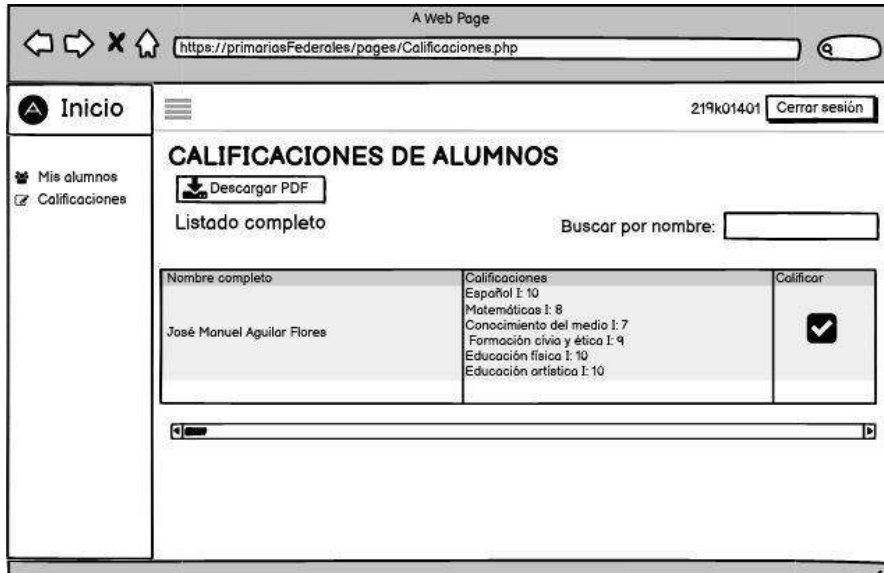 A Web Page
https://primariasFederales/pages/Calificaciones.php
A Inicio
219k01401 Cerrar sesión
Mis alumnos
Calificaciones
CALIFICACIONES DE ALUMNOS
Descargar PDF
Listado completo
Buscar por nombre:
Nombre completo Calificaciones Calificar
José Manuel Aguilar Flores
Español I: 10
Matemáticas I: 8
Conocimiento del medio I: 7
Formación cívia y ética I: 9
Educación física I: 10
Educación artística I: 10